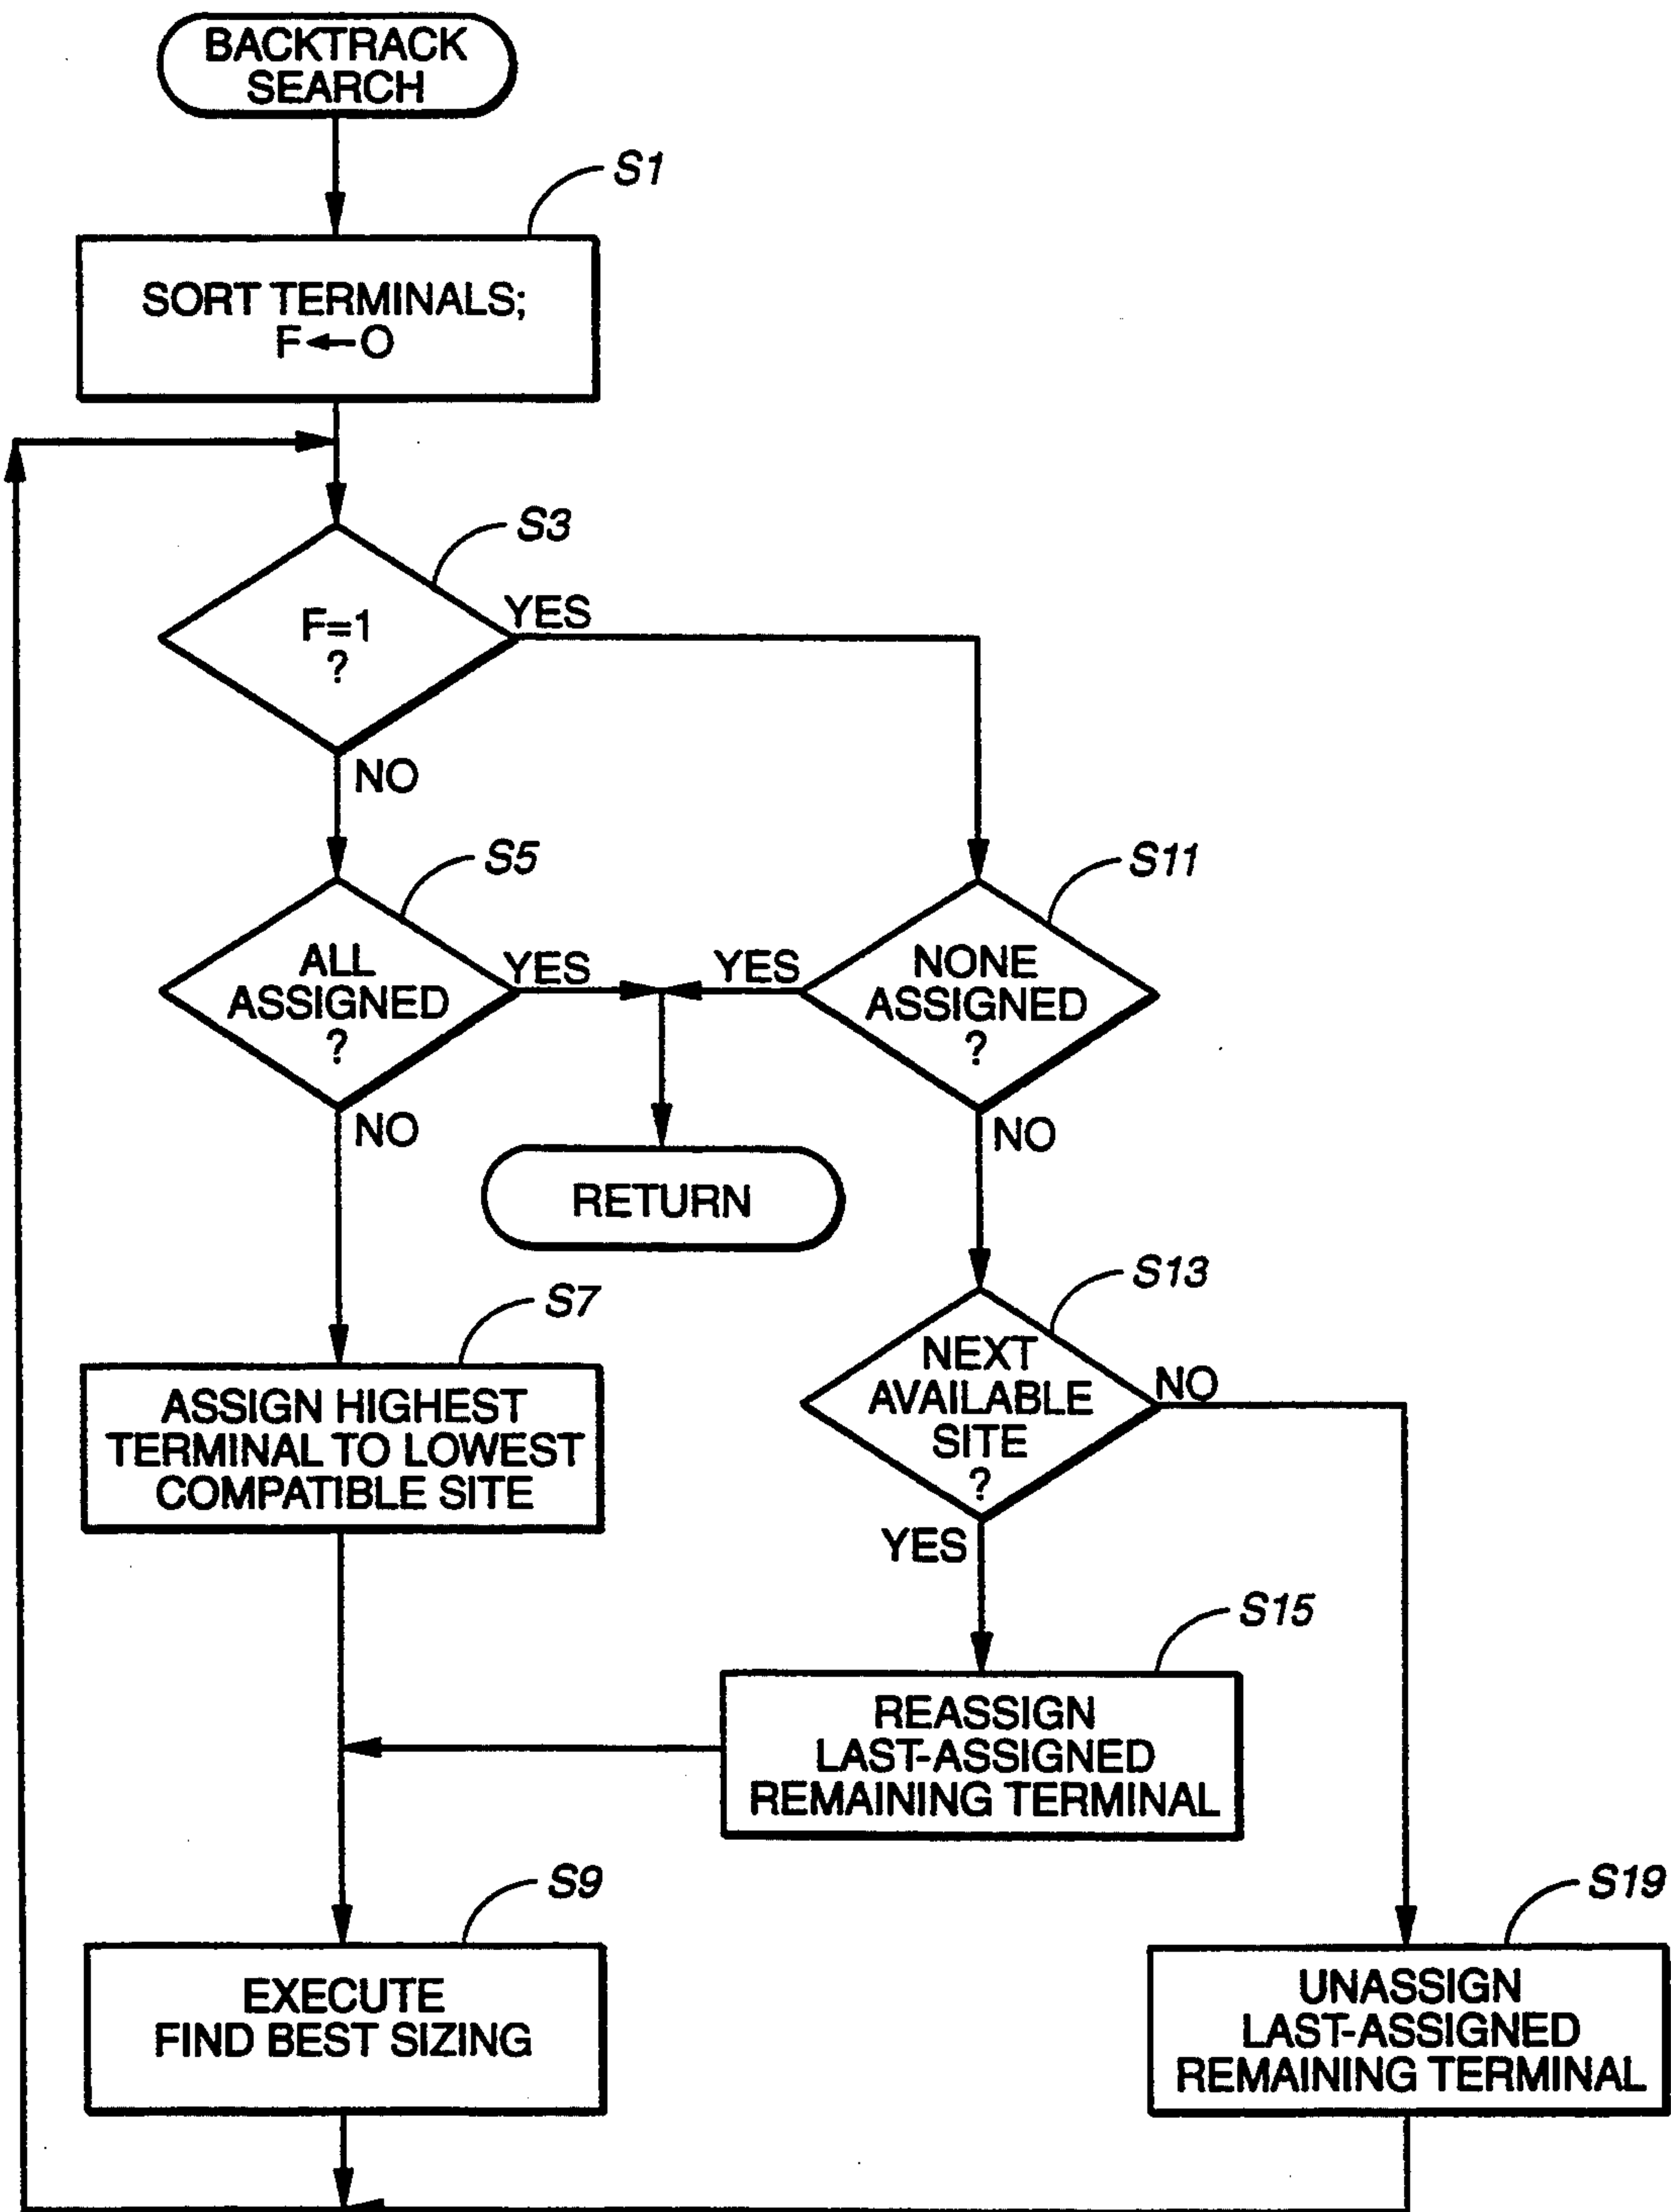 BACKTRACK
SEARCH
S1
SORT TERMINALS;
F←O
S3
F=1
?
YES
NO
S5
ALL
ASSIGNED
?
YES
NO
S11
NONE
ASSIGNED
?
YES
NO
RETURN
S7
ASSIGN HIGHEST
TERMINAL TO LOWEST
COMPATIBLE SITE
S13
NEXT
AVAILABLE
SITE
?
NO
YES
S15
REASSIGN
LAST-ASSIGNED
REMAINING TERMINAL
S9
EXECUTE
FIND BEST SIZING
S19
UNASSIGN
LAST-ASSIGNED
REMAINING TERMINAL